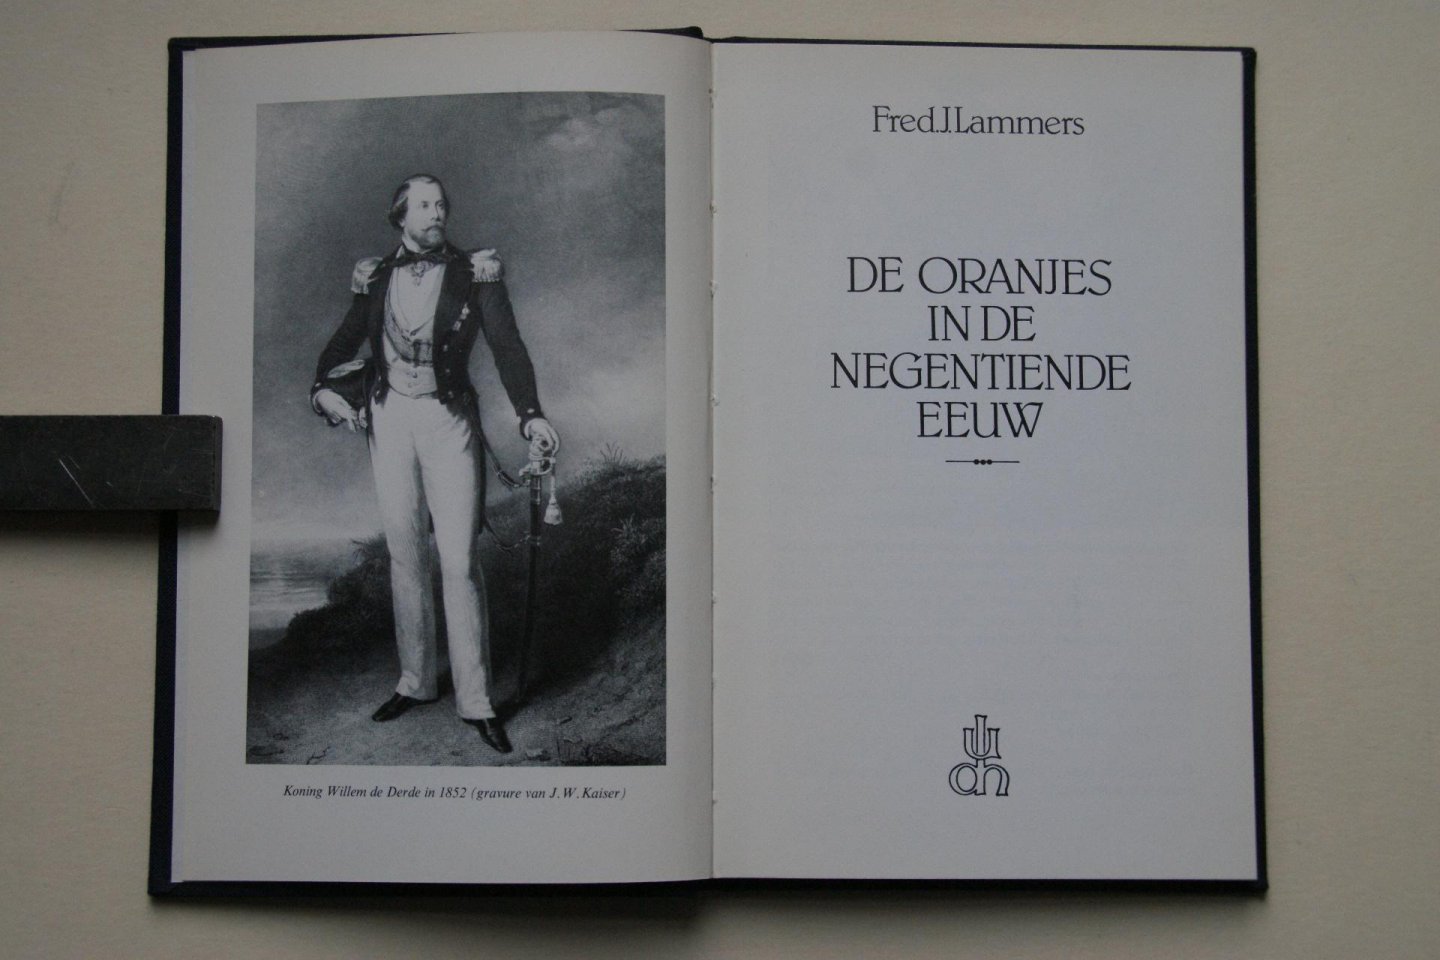 Koning Willem de Derde in 1852 (gravure van J. W. Kaiser)
Fred.J.Lammers
DE ORANJES
IN DE
NEGENTIENDE
EEUW